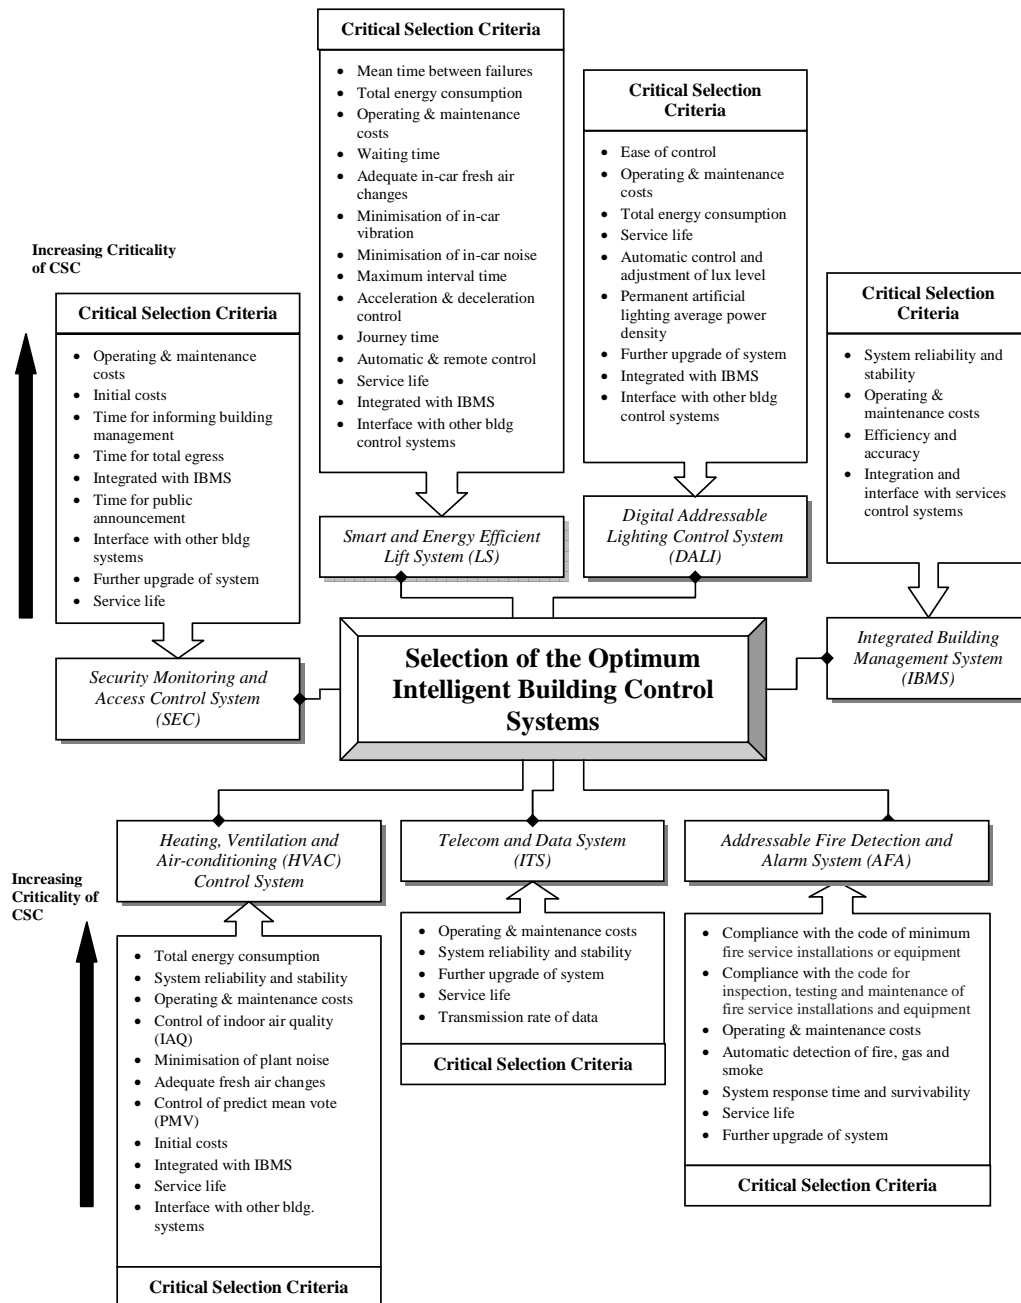 Critical Selection Criteria
• Mean time between failures
• Total energy consumption
• Operating & maintenance
costs
• Waiting time
• Adequate in-car fresh air
changes
• Minimisation of in-car
vibration
• Minimisation of in-car noise
• Maximum interval time
• Acceleration & deceleration
control
• Journey time
• Automatic & remote control
• Service life
• Integrated with IBMS
• Interface with other bldg
control systems
Smart and Energy Efficient
Lift System (LS)
Critical Selection
Criteria
• Ease of control
• Operating & maintenance
costs
• Total energy consumption
• Service life
• Automatic control and
adjustment of lux level
• Permanent artificial
lighting average power
density
• Further upgrade of system
• Integrated with IBMS
• Interface with other bldg
control systems
Digital Addressable
Lighting Control System
(DALI)
Increasing Criticality
of CSC
Critical Selection Criteria
• Operating & maintenance
costs
• Initial costs
• Time for informing building
management
• Time for total egress
• Integrated with IBMS
• Time for public
announcement
• Interface with other bldg
systems
• Further upgrade of system
• Service life
Security Monitoring and
Access Control System
(SEC)
Critical Selection
Criteria
• System reliability and
stability
• Operating &
maintenance costs
• Efficiency and
accuracy
• Integration and
interface with services
control systems
Integrated Building
Management System
(IBMS)
Selection of the Optimum
Intelligent Building Control
Systems
Heating, Ventilation and
Air-conditioning (HVAC)
Control System
Telecom and Data System
(ITS)
Addressable Fire Detection and
Alarm System (AFA)
Increasing
Criticality of
CSC
• Total energy consumption
• System reliability and stability
• Operating & maintenance costs
• Control of indoor air quality
(IAQ)
• Minimisation of plant noise
• Adequate fresh air changes
• Control of predict mean vote
(PMV)
• Initial costs
• Integrated with IBMS
• Service life
• Interface with other bldg.
systems
Critical Selection Criteria
• Operating & maintenance costs
• System reliability and stability
• Further upgrade of system
• Service life
• Transmission rate of data
Critical Selection Criteria
• Compliance with the code of minimum
fire service installations or equipment
• Compliance with the code for
inspection, testing and maintenance of
fire service installations and equipment
• Operating & maintenance costs
• Automatic detection of fire, gas and
smoke
• System response time and survivability
• Service life
• Further upgrade of system
Critical Selection Criteria